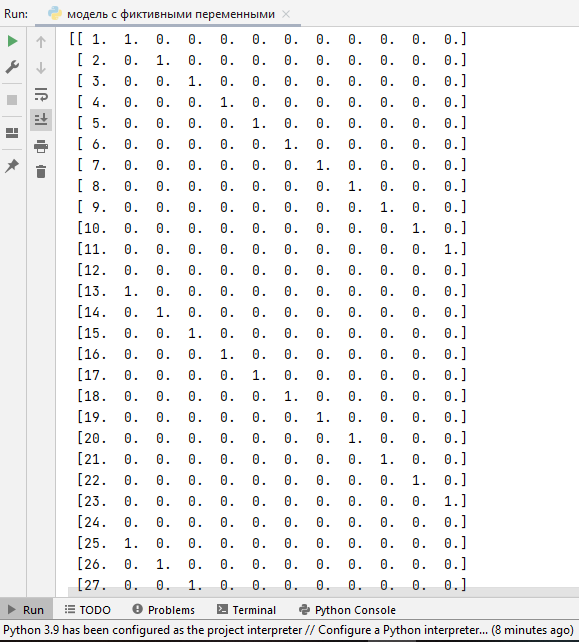 Run: модель с фиктивными переменными ×
[[ 1. 1. 0. 0. 0. 0. 0. 0. 0. 0. 0. 0.]
[ 2. 0. 1. 0. 0. 0. 0. 0. 0. 0. 0. 0.]
[ 3. 0. 0. 1. 0. 0. 0. 0. 0. 0. 0. 0.]
[ 4. 0. 0. 0. 1. 0. 0. 0. 0. 0. 0. 0.]
[ 5. 0. 0. 0. 0. 1. 0. 0. 0. 0. 0. 0.]
[ 6. 0. 0. 0. 0. 0. 1. 0. 0. 0. 0. 0.]
[ 7. 0. 0. 0. 0. 0. 0. 1. 0. 0. 0. 0.]
[ 8. 0. 0. 0. 0. 0. 0. 0. 1. 0. 0. 0.]
[ 9. 0. 0. 0. 0. 0. 0. 0. 0. 1. 0. 0.]
[10. 0. 0. 0. 0. 0. 0. 0. 0. 0. 1. 0.]
[11. 0. 0. 0. 0. 0. 0. 0. 0. 0. 0. 1.]
[12. 0. 0. 0. 0. 0. 0. 0. 0. 0. 0. 0.]
[13. 1. 0. 0. 0. 0. 0. 0. 0. 0. 0. 0.]
[14. 0. 1. 0. 0. 0. 0. 0. 0. 0. 0. 0.]
[15. 0. 0. 1. 0. 0. 0. 0. 0. 0. 0. 0.]
[16. 0. 0. 0. 1. 0. 0. 0. 0. 0. 0. 0.]
[17. 0. 0. 0. 0. 1. 0. 0. 0. 0. 0. 0.]
[18. 0. 0. 0. 0. 0. 1. 0. 0. 0. 0. 0.]
[19. 0. 0. 0. 0. 0. 0. 1. 0. 0. 0. 0.]
[20. 0. 0. 0. 0. 0. 0. 0. 1. 0. 0. 0.]
[21. 0. 0. 0. 0. 0. 0. 0. 0. 1. 0. 0.]
[22. 0. 0. 0. 0. 0. 0. 0. 0. 0. 1. 0.]
[23. 0. 0. 0. 0. 0. 0. 0. 0. 0. 0. 1.]
[24. 0. 0. 0. 0. 0. 0. 0. 0. 0. 0. 0.]
[25. 1. 0. 0. 0. 0. 0. 0. 0. 0. 0. 0.]
[26. 0. 1. 0. 0. 0. 0. 0. 0. 0. 0. 0.]
[27. 0. 0. 1. 0. 0. 0. 0. 0. 0. 0. 0.]
Run TODO Problems Terminal Python Console
Python 3.9 has been configured as the project interpreter // Configure a Python interpreter... (8 minutes ago)